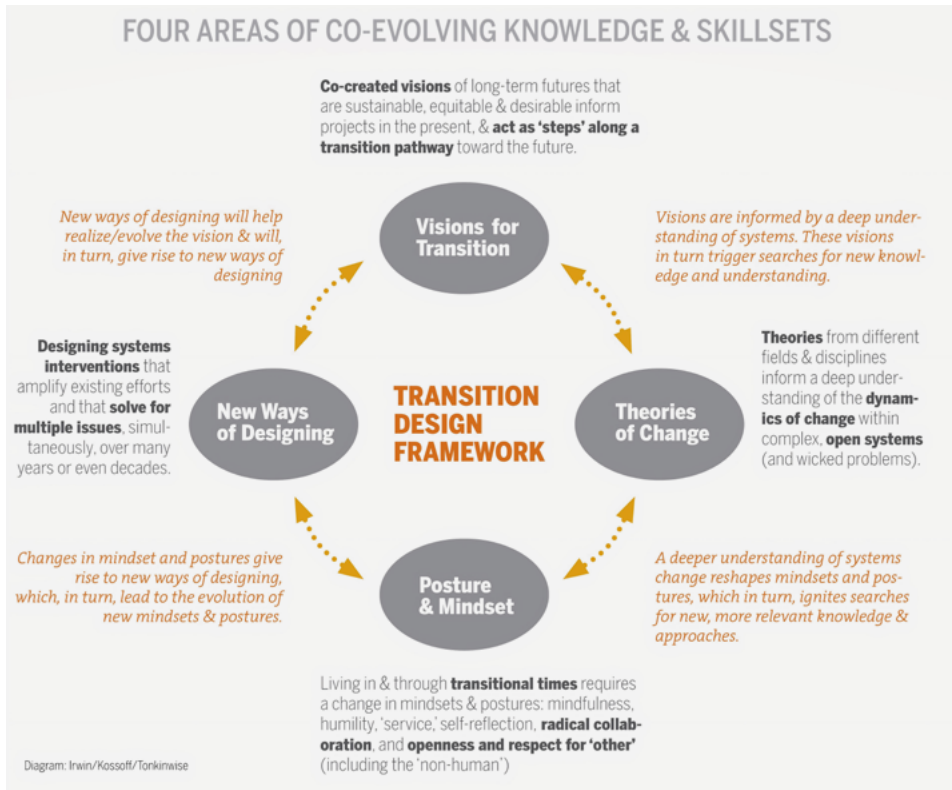 FOUR AREAS OF CO-EVOLVING KNOWLEDGE & SKILLSETS
Co-created visions of long-term futures that
are sustainable, equitable & desirable inform
projects in the present, & act as ‘steps’ along a
transition pathway toward the future.
New ways of designing will help
realize/evolve the vision & will,
in turn, give rise to new ways of
designing
Visions for
Transition
Visions are informed by a deep under-
standing of systems. These visions
in turn trigger searches for new knowl-
edge and understanding.
Designing systems
interventions that
amplify existing efforts
and that solve for
multiple issues, simul-
taneously, over many
years or even decades.
New Ways
of Designing
TRANSITION
DESIGN
FRAMEWORK
Theories
of Change
Theories from different
fields & disciplines
inform a deep under-
standing of the dynam-
ics of change within
complex, open systems
(and wicked problems).
Changes in mindset and postures give
rise to new ways of designing,
which, in turn, lead to the evolution of
new mindsets & postures.
Posture
& Mindset
A deeper understanding of systems
change reshapes mindsets and pos-
tures, which in turn, ignites searches
for new, more relevant knowledge &
approaches.
Living in & through transitional times requires
a change in mindsets & postures: mindfulness,
humility, ‘service,’ self-reflection, radical collab-
oration, and openness and respect for ‘other’
(including the ‘non-human’)
Diagram: Irwin/Kossoff/Tonkinwise